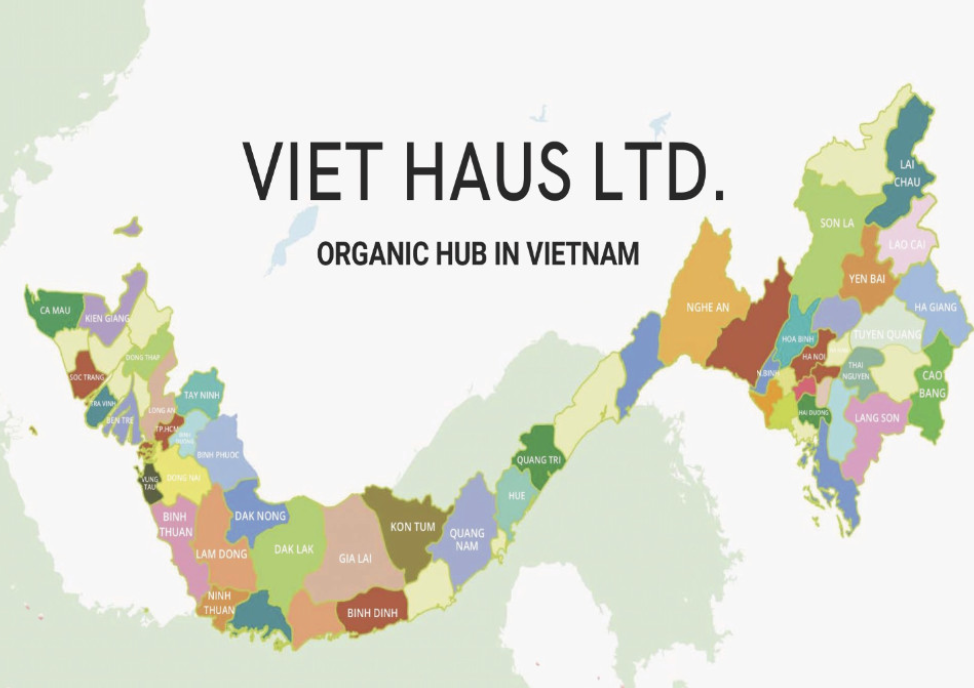 VIET HAUS LTD.
ORGANIC HUB IN VIETNAM
LAI
CHAU
SON LA
LAO CAI
YEN BAI
HA GIANG
TUYEN QUANG
HOA BINH
HA NOI
THAI
NGUYEN
N.BINH
CAO
BANG
HAI DUONG
LANG SON
NGHE AN
CA MAU
KIEN GIANG
DONG THAP
SOC TRANG
TRA VINH
BEN TRE
LONG AN
TAY NINH
TP.HCM
BINH PHUOC
VUNG
TAU
DONG NAI
BINH
THUAN
LAM DONG
DAK NONG
DAK LAK
GIA LAI
KON TUM
QUANG
NAM
QUANG TRI
HUE
NINH
THUAN
BINH DINH